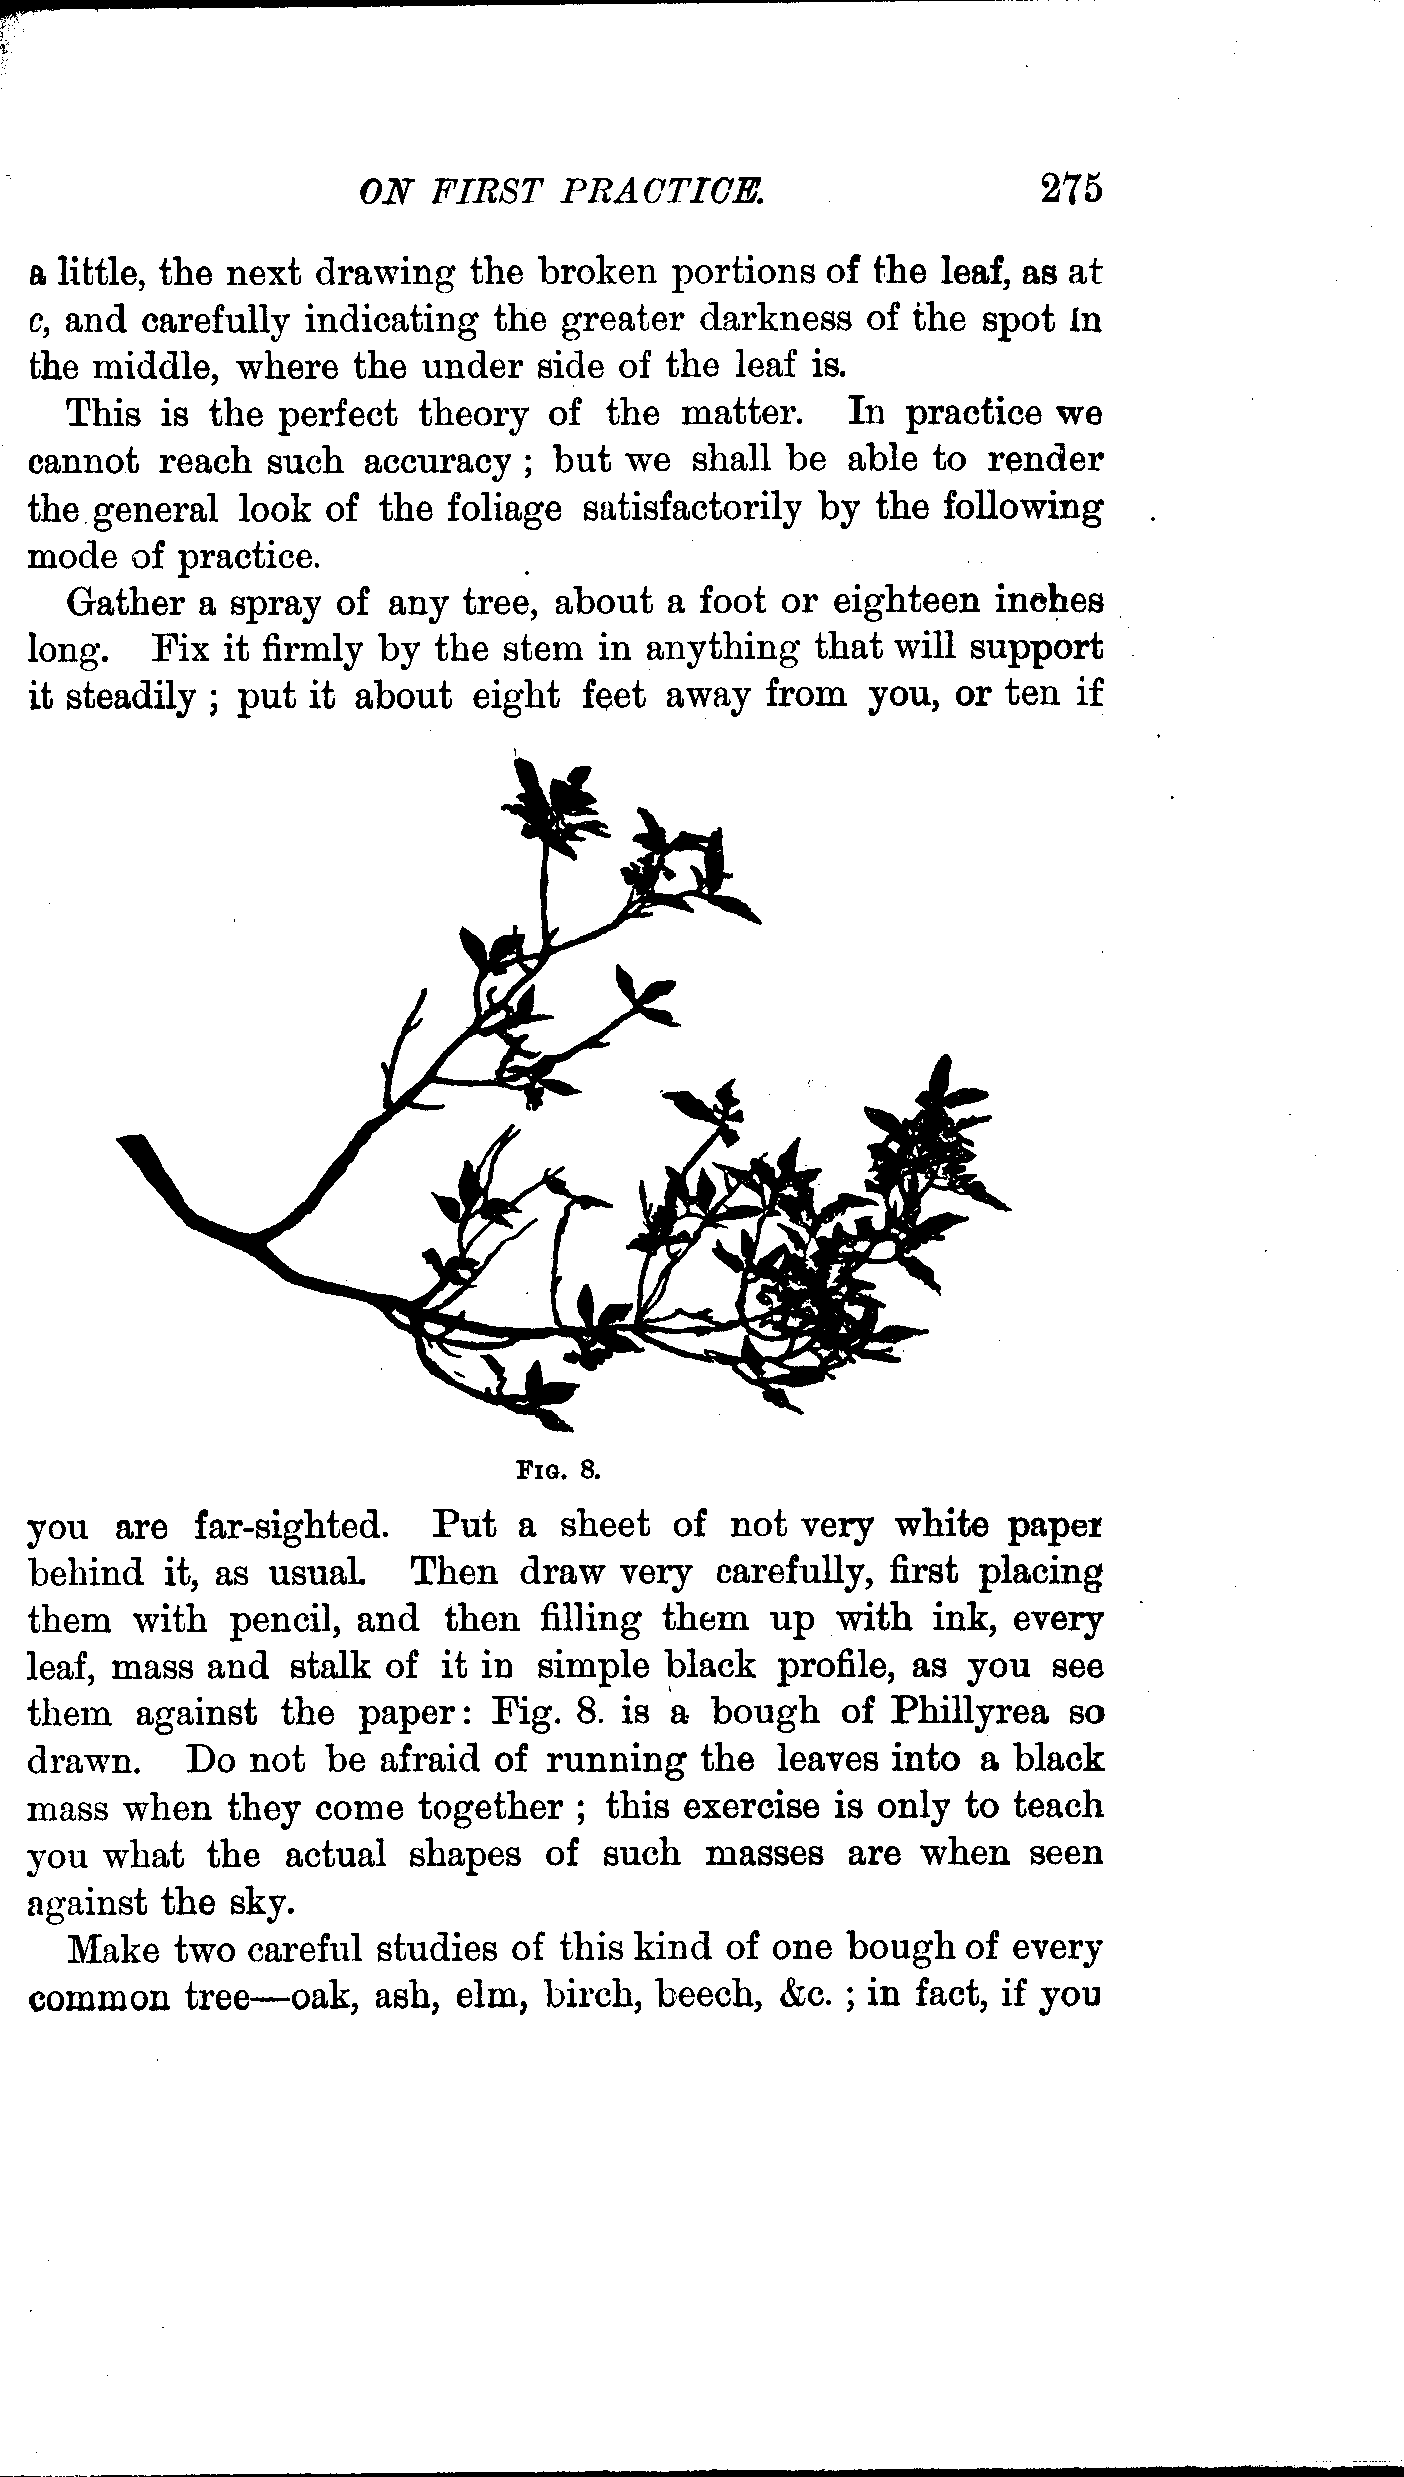 ON FIRST PRACTICE. 275
a little, the next drawing the broken portions of the leaf, as at
c, and carefully indicating the greater darkness of the spot in
the middle, where the under side of the leaf is.
This is the perfect theory of the matter. In practice we
cannot reach such accuracy ; but we shall be able to render
the general look of the foliage satisfactorily by the following
mode of practice.
Gather a spray of any tree, about a foot or eighteen inches
long. Fix it firmly by the stem in anything that will support
it steadily ; put it about eight feet away from you, or ten if
FIG. 8.
you are far-sighted. Put a sheet of not very white paper
behind it, as usual. Then draw very carefully, first placing
them with pencil, and then filling them up with ink, every
leaf, mass and stalk of it in simple black profile, as you see
them against the paper: Fig. 8. is a bough of Phillyrea so
drawn. Do not be afraid of running the leaves into a black
mass when they come together ; this exercise is only to teach
you what the actual shapes of such masses are when seen
against the sky.
Make two careful studies of this kind of one bough of every
common tree—oak, ash, elm, birch, beech, &c. ; in fact, if you